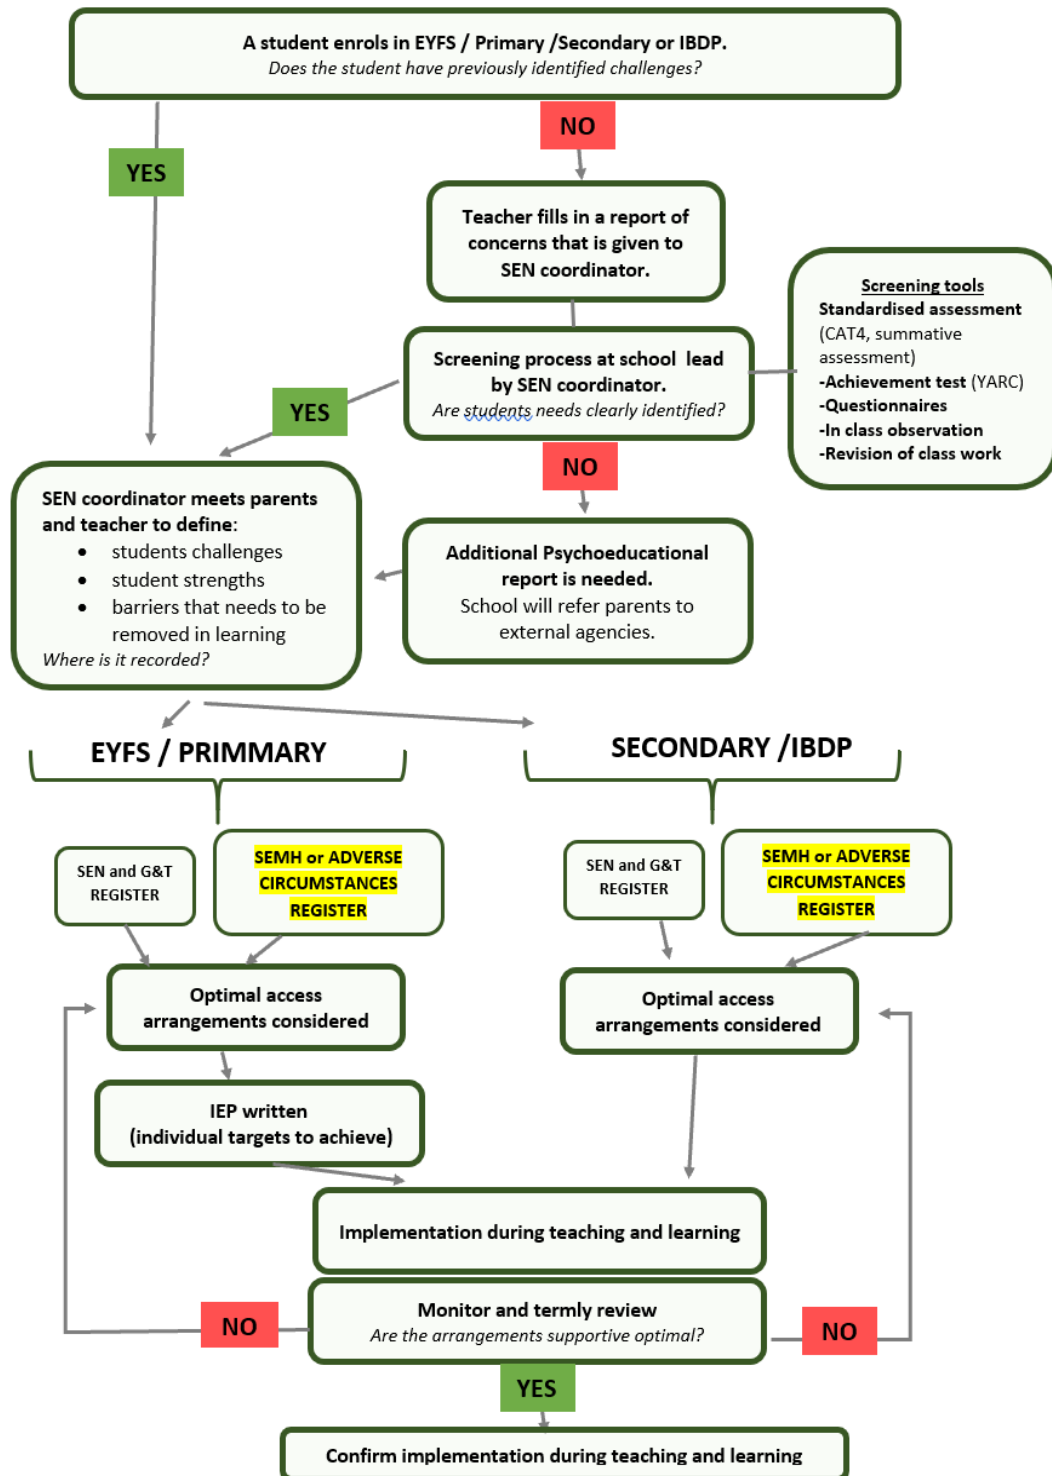 A student enrols in EYFS / Primary /Secondary or IBDP.
Does the student have previously identified challenges?
NO
YES
Teacher fills in a report of
concerns that is given to
SEN coordinator.
Screening tools
Standardised assessment
(CAT4, summative
assessment)
-Achievement test (YARC)
-Questionnaires
-In class observation
-Revision of class work
Screening process at school  lead
by SEN coordinator.
Are students needs clearly identified?
YES
NO
SEN coordinator meets parents
and teacher to define:
• students challenges
• student strengths
• barriers that needs to be
removed in learning
Where is it recorded?
Additional Psychoeducational
report is needed.
School will refer parents to
external agencies.
EYFS / PRIMMARY
SECONDARY /IBDP
SEN and G&T
REGISTER
SEMH or ADVERSE
CIRCUMSTANCES
REGISTER
SEN and G&T
REGISTER
SEMH or ADVERSE
CIRCUMSTANCES
REGISTER
Optimal access
arrangements considered
Optimal access
arrangements considered
IEP written
(individual targets to achieve)
Implementation during teaching and learning
Monitor and termly review
Are the arrangements supportive optimal?
NO
NO
YES
Confirm implementation during teaching and learning